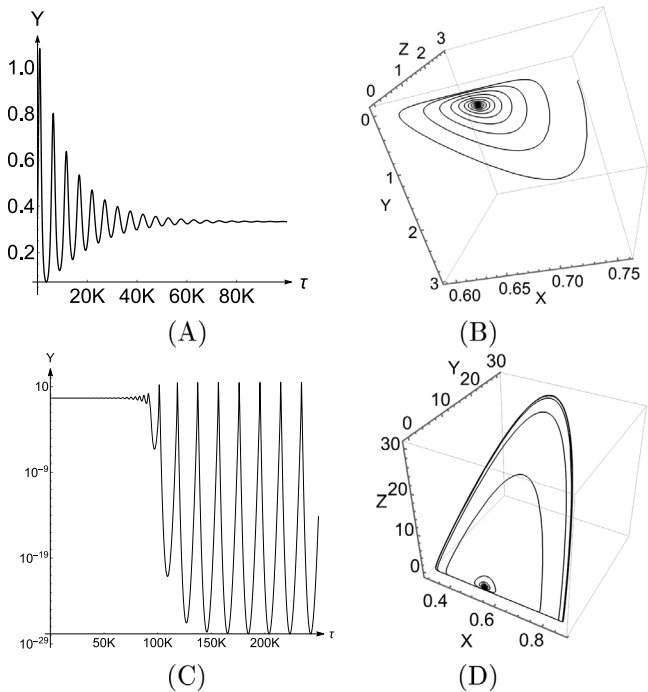 Y
1.0
0.8
0.6
0.4
0.2
20K 40K 60K 80K τ
(A)
3
Z 2
1
0
0
1
Y
2
3
0.60 0.65 0.70 0.75
X
(B)
Y
10
10⁻⁹
10⁻¹⁹
10⁻²⁹
50K 100K 150K 200K τ
(C)
30
Y 20
10
0
30
20
Z
10
0
0.4 0.6 0.8
X
(D)